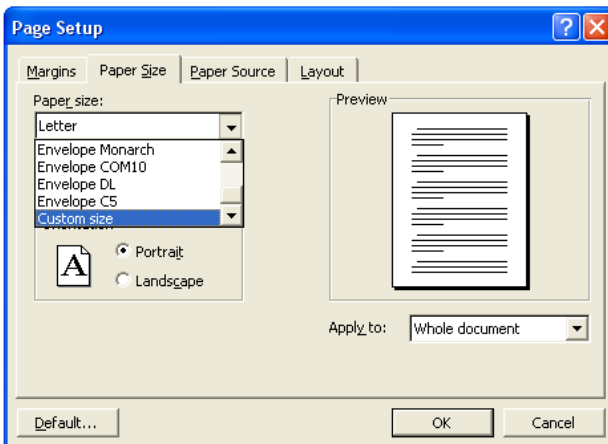 Page Setup
Margins
Paper Size
Paper Source
Layout
Paper size:
Letter
Envelope Monarch
Envelope COM10
Envelope DL
Envelope C5
Custom size
Orientation
A
Portrait
Landscape
Preview
Apply to:
Whole document
Default...
OK
Cancel